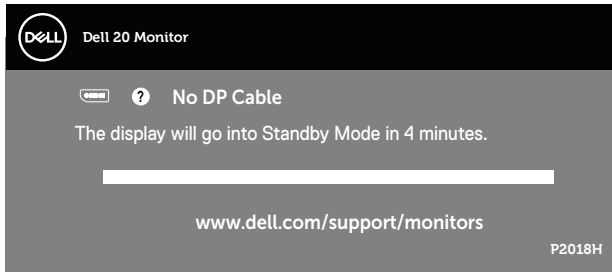 DELL
Dell 20 Monitor
? No DP Cable
The display will go into Standby Mode in 4 minutes.
www.dell.com/support/monitors
P2018H